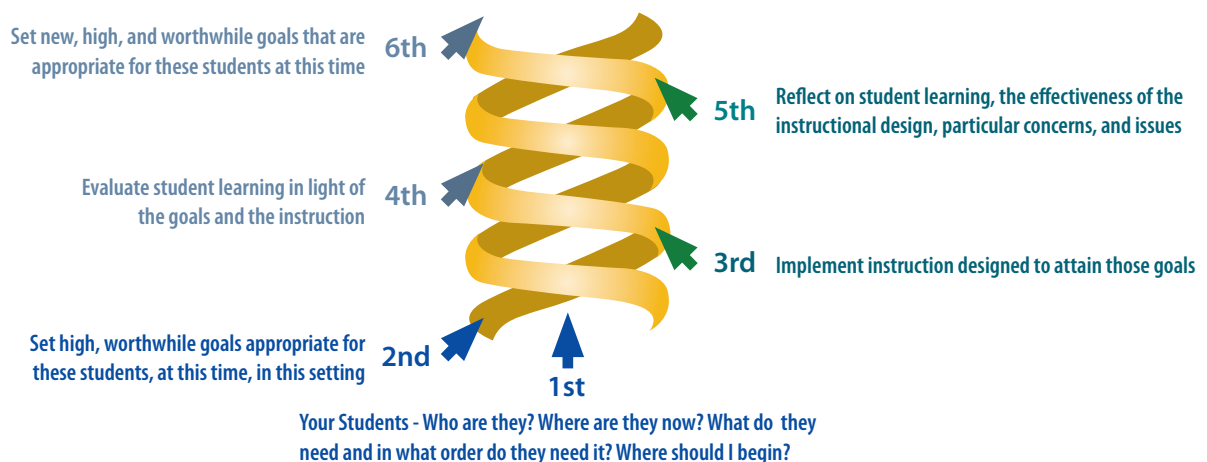 Set new, high, and worthwhile goals that are
appropriate for these students at this time
6th
5th
Reflect on student learning, the effectiveness of the
instructional design, particular concerns, and issues
Evaluate student learning in light of
the goals and the instruction
4th
3rd
Implement instruction designed to attain those goals
Set high, worthwhile goals appropriate for
these students, at this time, in this setting
2nd
1st
Your Students - Who are they? Where are they now? What do they
need and in what order do they need it? Where should I begin?